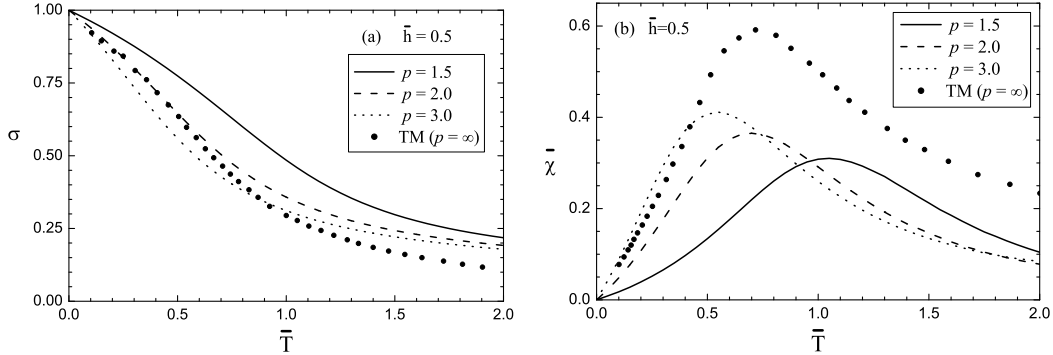 1.00
0.75
0.50
0.25
0.00
σ
(a) h̄ = 0.5
p = 1.5
p = 2.0
p = 3.0
TM (p = ∞)
0.0 0.5 1.0 1.5 2.0
T̄
0.6
0.4
0.2
0.0
χ̄
(b) h̄=0.5
p = 1.5
p = 2.0
p = 3.0
TM (p = ∞)
0.0 0.5 1.0 1.5 2.0
T̄